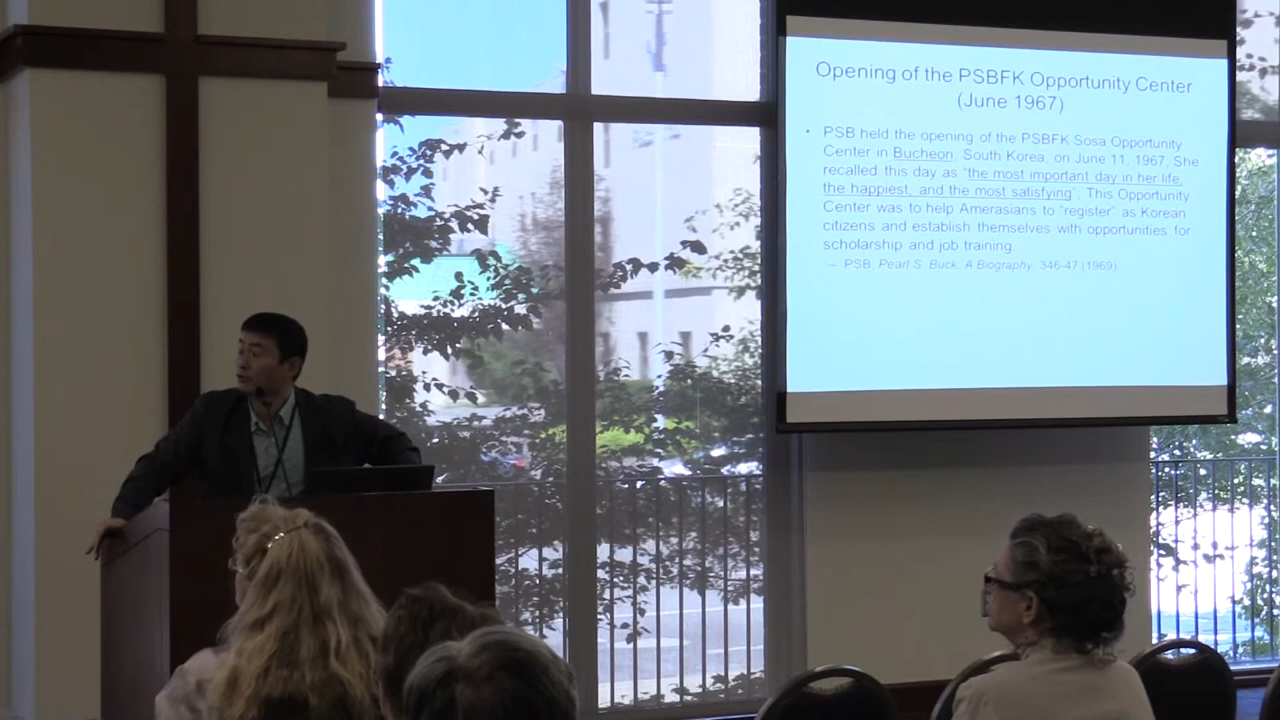 Opening of the PSBFK Opportunity Center
(June 1967)
• PSB held the opening of the PSBFK Sosa Opportunity
Center in Bucheon, South Korea, on June 11, 1967. She
recalled this day as "the most important day in her life,
the happiest, and the most satisfying". This Opportunity
Center was to help Amerasians to "register" as Korean
citizens and establish themselves with opportunities for
scholarship and job training.
– PSB, Pearl S. Buck: A Biography, 346-47 (1969)